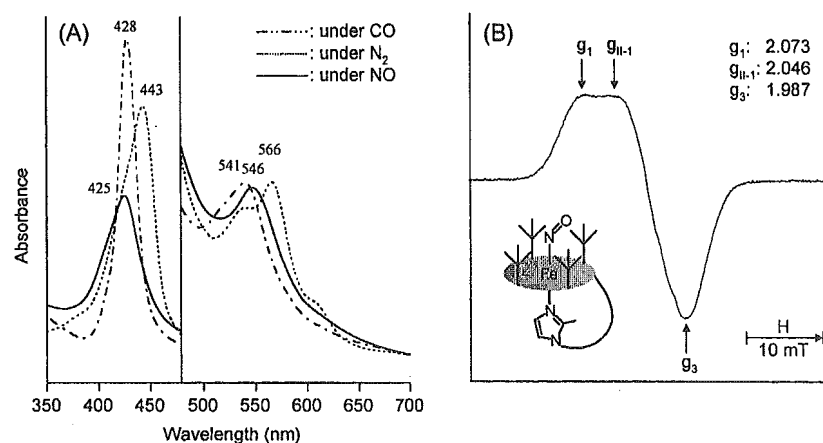 (A)
428
443
425
541
546
566
: under CO
: under N₂
: under NO
Absorbance
350
400
450
500
550
600
650
700
Wavelength (nm)
(B)
g₁
g_II-1
g₁: 2.073
g_II-1: 2.046
g₃: 1.987
O
N
Fe
N
N
g₃
H
10 mT